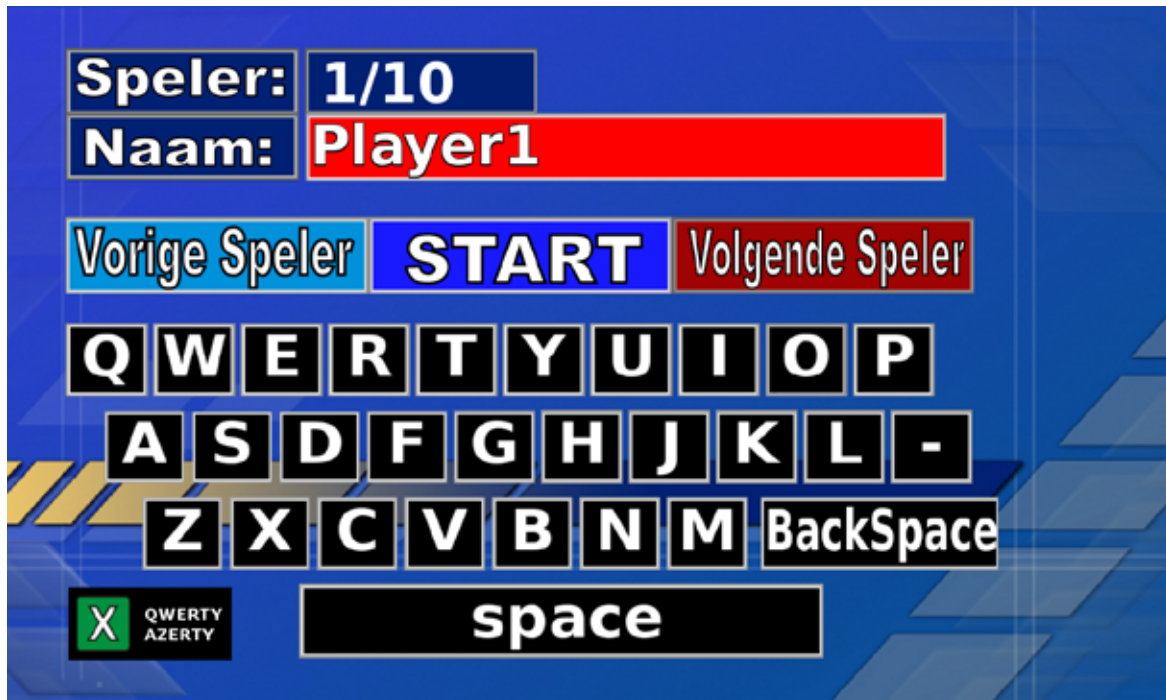 Speler: 1/10
Naam: Player1
Vorige Speler START Volgende Speler
Q W E R T Y U I O P
A S D F G H J K L -
Z X C V B N M BackSpace
X QWERTY
AZERTY
space